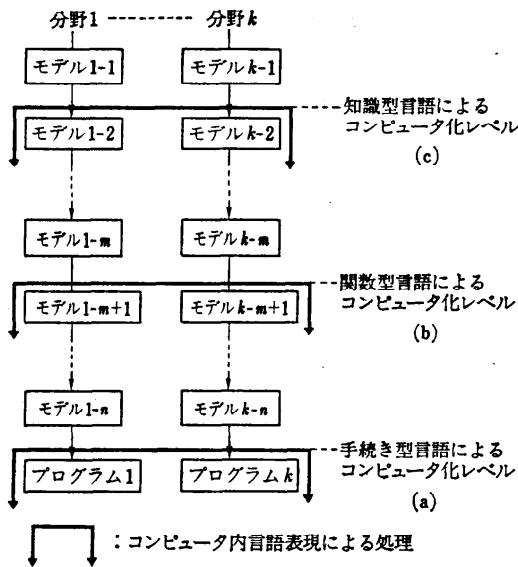 分野1 分野k
モデル1-1 モデルk-1
知識型言語による
コンピュータ化レベル
(c)
モデル1-2 モデルk-2
モデル1-m モデルk-m
関数型言語による
コンピュータ化レベル
(b)
モデル1-m+1 モデルk-m+1
モデル1-n モデルk-n
手続き型言語による
コンピュータ化レベル
(a)
プログラム1 プログラムk
:コンピュータ内言語表現による処理